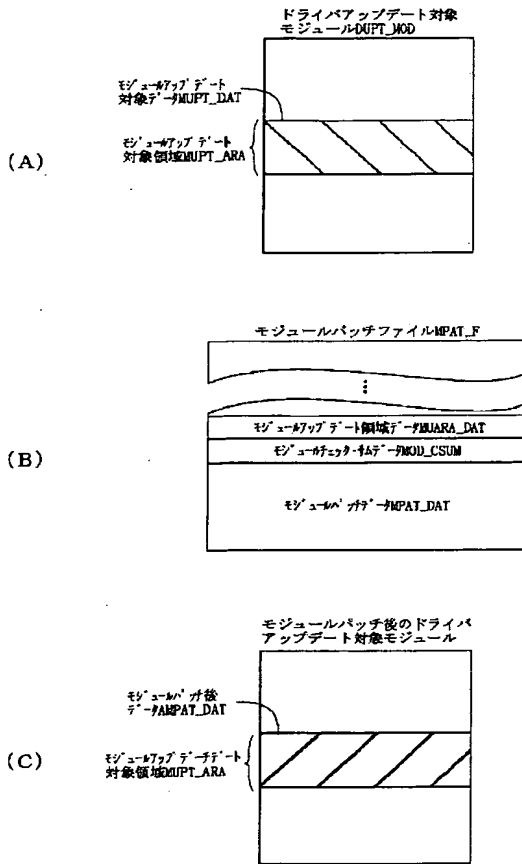 ドライバアップデート対象
モジュールDUPT_MOD
モジュールアップデート
対象データMUPT_DAT
モジュールアップデート
対象領域MUPT_ARA
(A)
モジュールパッチファイルMPAT_F
モジュールアップデート領域データMUARA_DAT
モジュールチェックサムデータMOD_CSUM
モジュールパッチデータMPAT_DAT
(B)
モジュールパッチ後のドライバ
アップデート対象モジュール
モジュールパッチ後
データAMPAT_DAT
モジュールアップデデート
対象領域MUPT_ARA
(C)